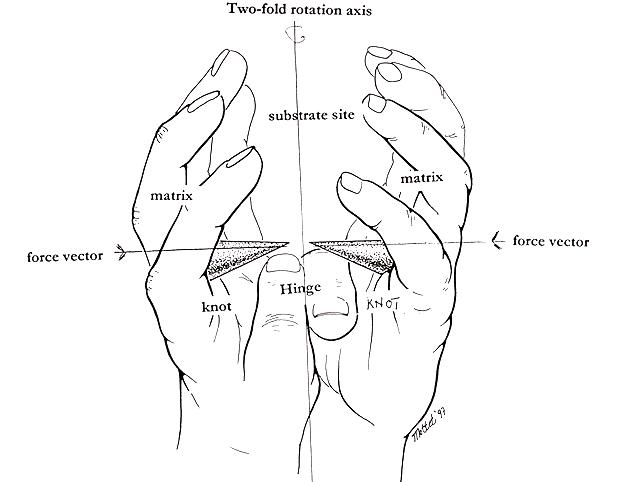 Two-fold rotation axis
substrate site
matrix
matrix
force vector
force vector
Hinge
knot
KNOT